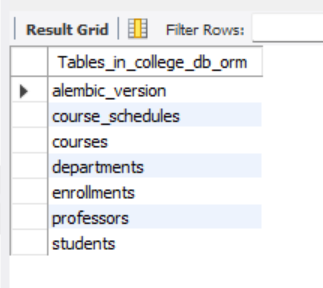 Result Grid Filter Rows:
Tables_in_college_db_orm
alembic_version
course_schedules
courses
departments
enrollments
professors
students